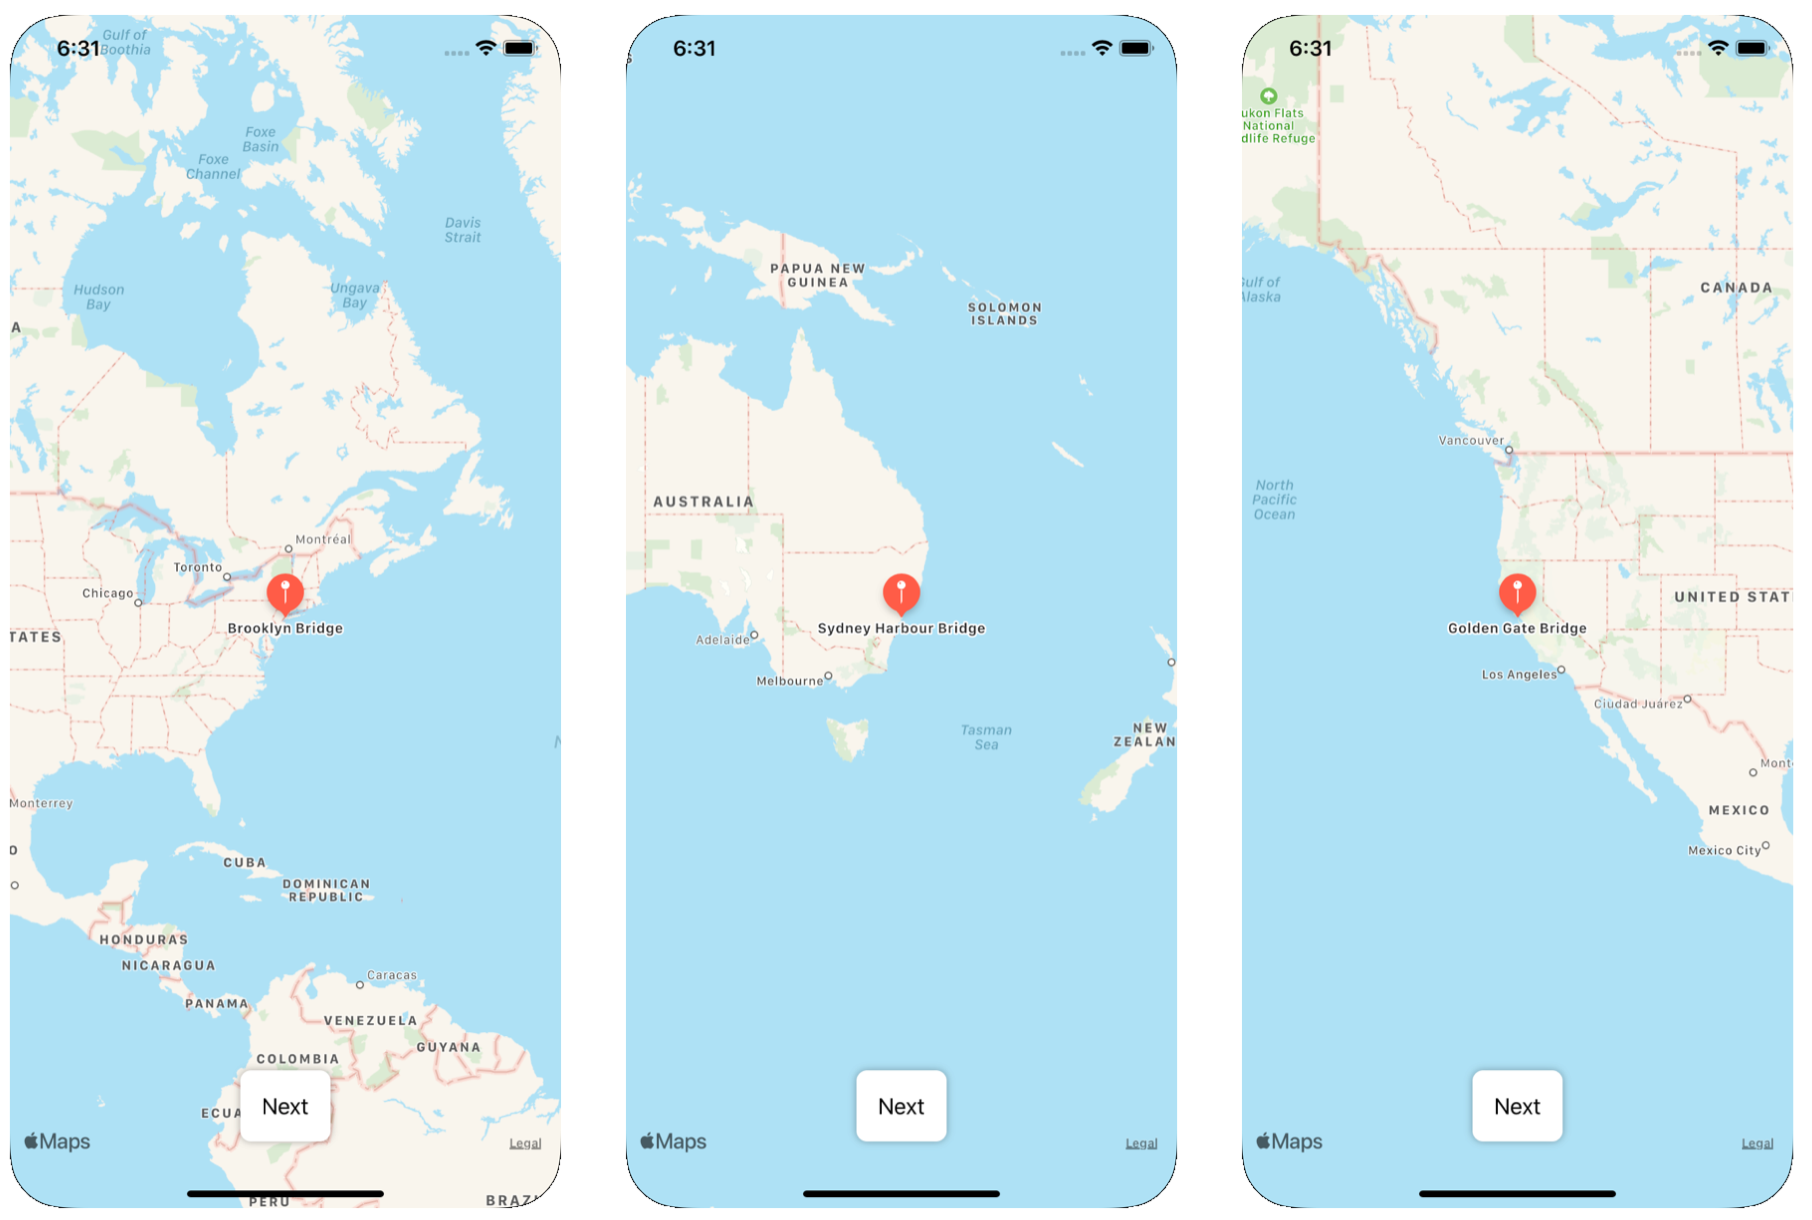 6:31
Gulf of
Boothia
Foxe
Basin
Foxe
Channel
Davis
Strait
Hudson
Bay
Ungava
Bay
A
Montréal
Toronto
Chicago
Brooklyn Bridge
TATES
Monterrey
O
CUBA
DOMINICAN
REPUBLIC
HONDURAS
NICARAGUA
Caracas
PANAMA
VENEZUELA
GUYANA
COLOMBIA
ECUA
Next
Maps
Legal
PERU
BRAZ
6:31
PAPUA NEW
GUINEA
SOLOMON
ISLANDS
AUSTRALIA
Sydney Harbour Bridge
Adelaide
Melbourne
Tasman
Sea
NEW
ZEALAN
Next
Maps
Legal
6:31
ukon Flats
National
dlife Refuge
Gulf of
Alaska
CANADA
Vancouver
North
Pacific
Ocean
UNITED STAT
Golden Gate Bridge
Los Angeles
Ciudad Juárez
Mont
MEXICO
Mexico City
Next
Maps
Legal